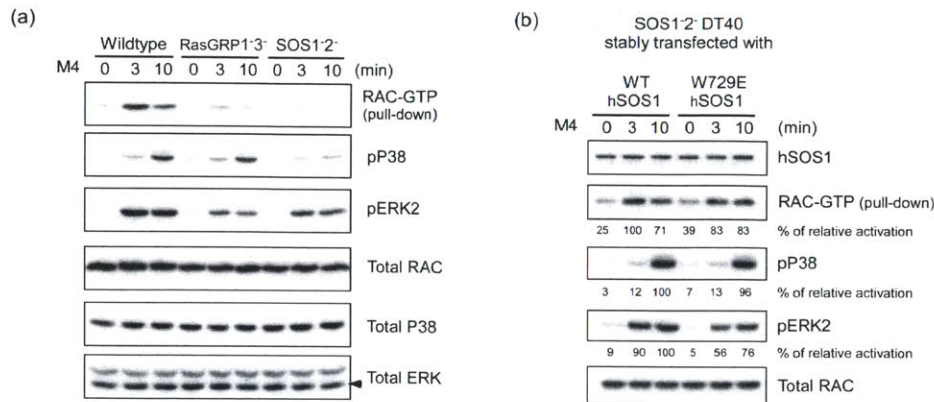 (a)
Wildtype RasGRP1⁻3⁻ SOS1⁻2⁻
M4 0 3 10 0 3 10 0 3 10 (min)
RAC-GTP
(pull-down)
pP38
pERK2
Total RAC
Total P38
Total ERK
(b)
SOS1⁻2⁻ DT40
stably transfected with
WT W729E
hSOS1 hSOS1
M4 0 3 10 0 3 10 (min)
hSOS1
RAC-GTP (pull-down)
25 100 71 39 83 83 % of relative activation
pP38
3 12 100 7 13 96 % of relative activation
pERK2
9 90 100 5 56 76 % of relative activation
Total RAC